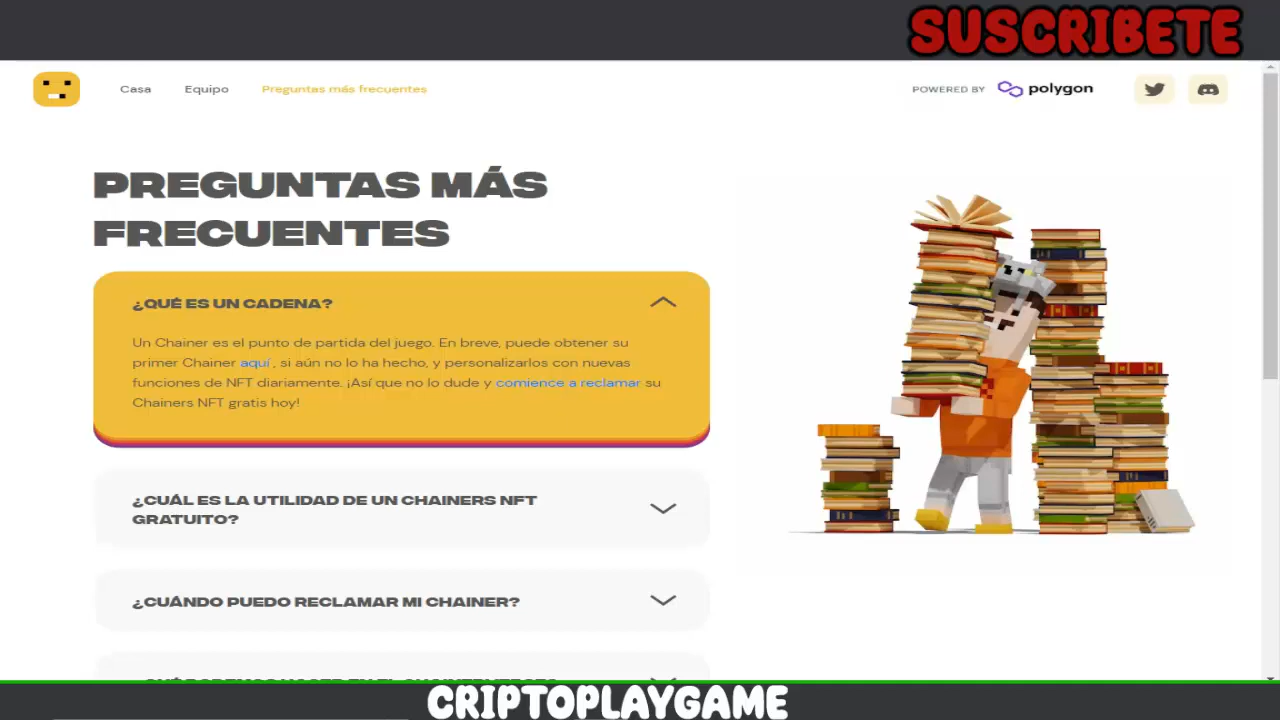 SUSCRIBETE
Casa Equipo Preguntas más frecuentes POWERED BY polygon
PREGUNTAS MÁS
FRECUENTES
¿QUÉ ES UN CADENA?
Un Chainer es el punto de partida del juego. En breve, puede obtener su
primer Chainer aquí , si aún no lo ha hecho, y personalizarlos con nuevas
funciones de NFT diariamente. ¡Así que no lo dude y comience a reclamar su
Chainers NFT gratis hoy!
¿CUÁL ES LA UTILIDAD DE UN CHAINERS NFT
GRATUITO?
¿CUÁNDO PUEDO RECLAMAR MI CHAINER?
CRIPTOPLAYGAME